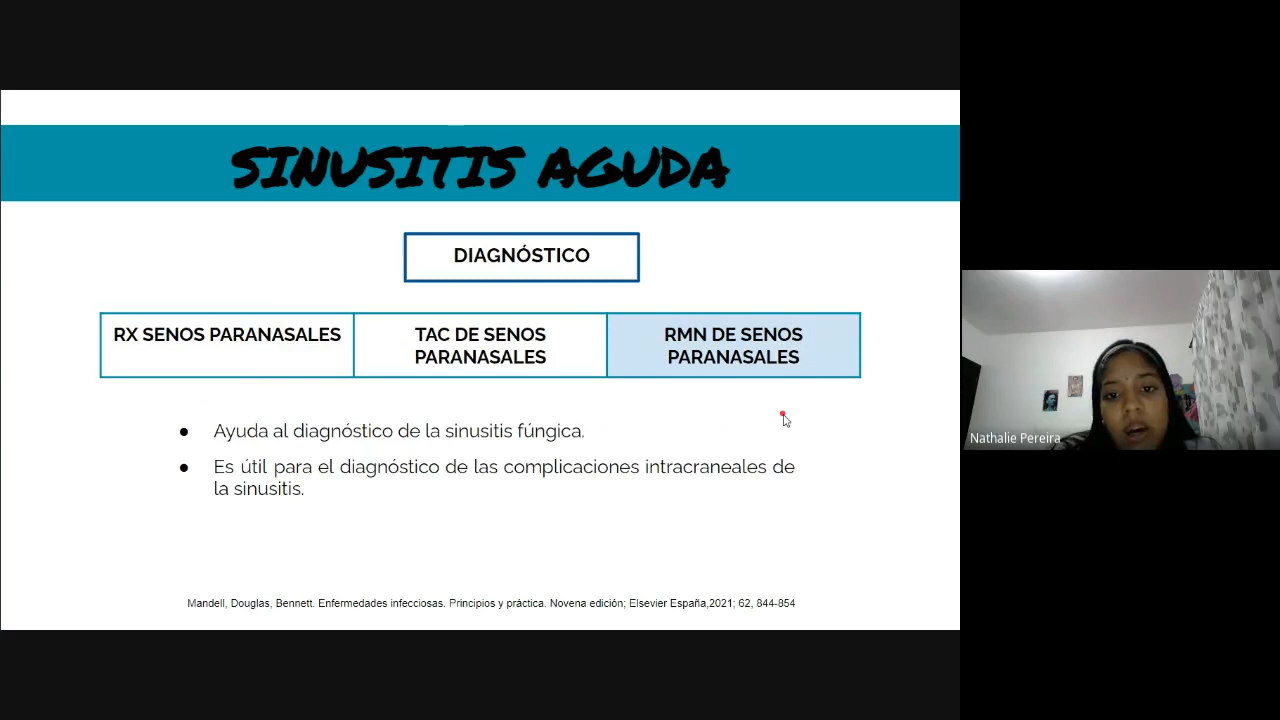 SINUSITIS AGUDA
DIAGNÓSTICO
RX SENOS PARANASALES
TAC DE SENOS
PARANASALES
RMN DE SENOS
PARANASALES
● Ayuda al diagnóstico de la sinusitis fúngica.
● Es útil para el diagnóstico de las complicaciones intracraneales de
la sinusitis.
Mandell, Douglas, Bennett. Enfermedades infecciosas. Principios y práctica. Novena edición; Elsevier España,2021; 62, 844-854
Nathalie Pereira